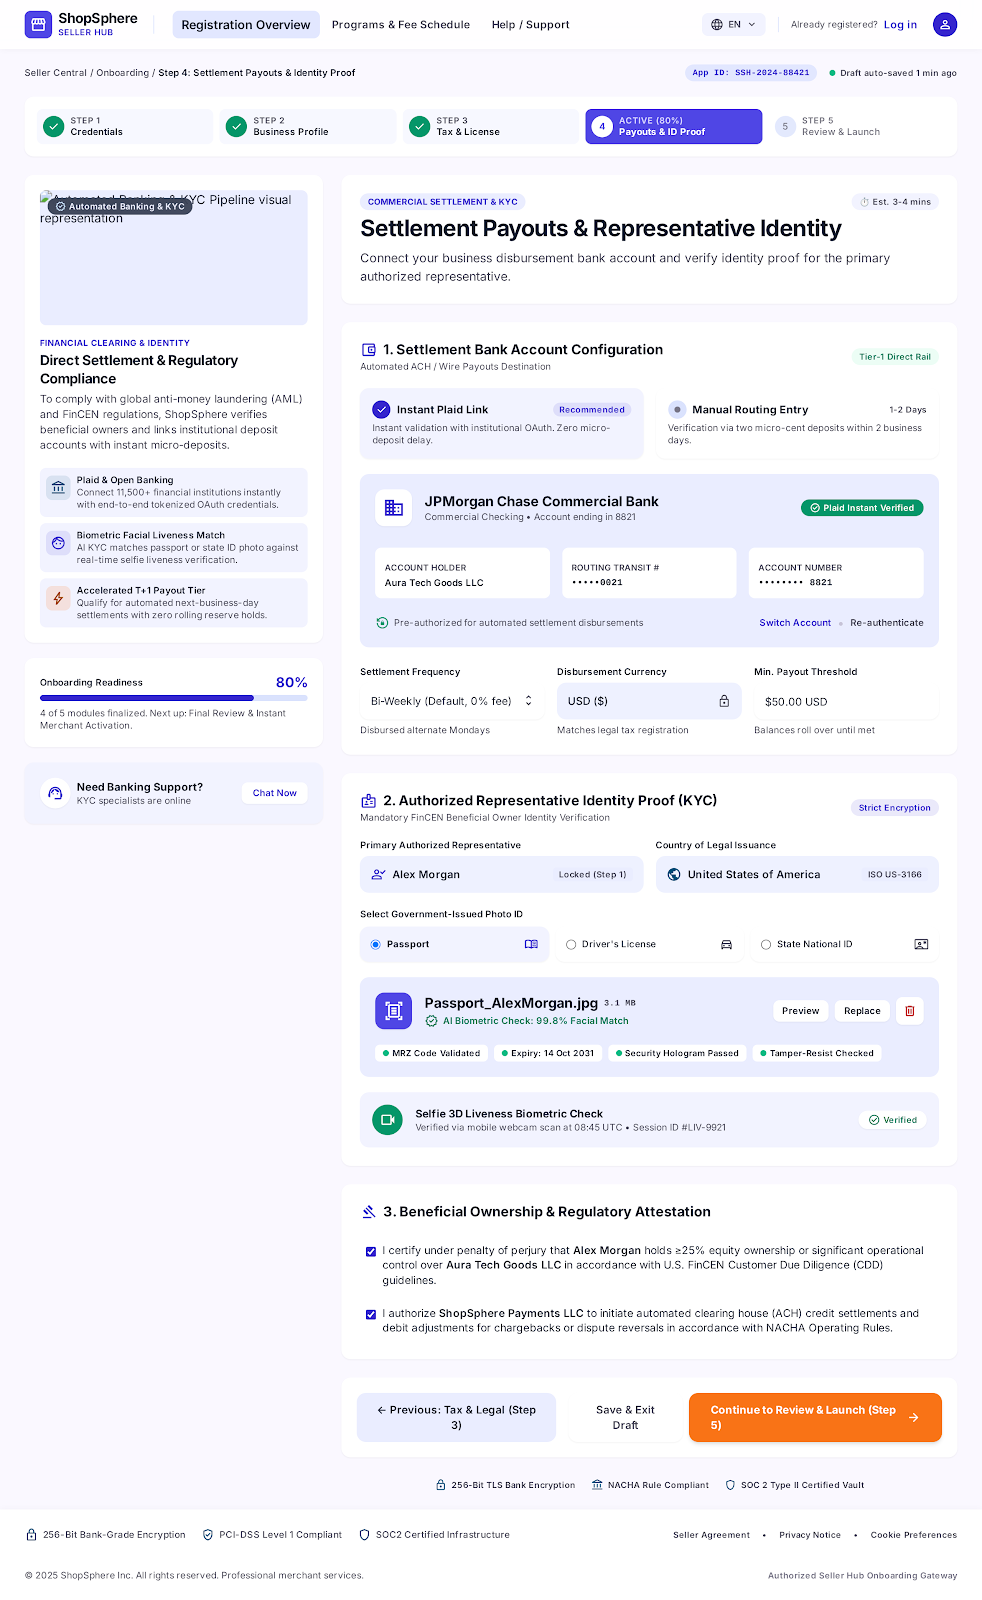 ShopSphere
SELLER HUB
Registration Overview
Programs & Fee Schedule
Help / Support
EN
Already registered? Log in
Seller Central / Onboarding / Step 4: Settlement Payouts & Identity Proof
App ID: SSH-2024-88421
Draft auto-saved 1 min ago
STEP 1
Credentials
STEP 2
Business Profile
STEP 3
Tax & License
4
ACTIVE (80%)
Payouts & ID Proof
5
STEP 5
Review & Launch
Automated Banking & KYC Pipeline visual
representation
Automated Banking & KYC
FINANCIAL CLEARING & IDENTITY
Direct Settlement & Regulatory
Compliance
To comply with global anti-money laundering (AML)
and FinCEN regulations, ShopSphere verifies
beneficial owners and links institutional deposit
accounts with instant micro-deposits.
Plaid & Open Banking
Connect 11,500+ financial institutions instantly
with end-to-end tokenized OAuth credentials.
Biometric Facial Liveness Match
AI KYC matches passport or state ID photo against
real-time selfie liveness verification.
Accelerated T+1 Payout Tier
Qualify for automated next-business-day
settlements with zero rolling reserve holds.
Onboarding Readiness
80%
4 of 5 modules finalized. Next up: Final Review & Instant
Merchant Activation.
Need Banking Support?
KYC specialists are online
Chat Now
COMMERCIAL SETTLEMENT & KYC
⏱ Est. 3-4 mins
Settlement Payouts & Representative Identity
Connect your business disbursement bank account and verify identity proof for the primary
authorized representative.
1. Settlement Bank Account Configuration
Automated ACH / Wire Payouts Destination
Tier-1 Direct Rail
Instant Plaid Link
Recommended
Instant validation with institutional OAuth. Zero micro-
deposit delay.
Manual Routing Entry
1-2 Days
Verification via two micro-cent deposits within 2 business
days.
JPMorgan Chase Commercial Bank
Commercial Checking • Account ending in 8821
Plaid Instant Verified
ACCOUNT HOLDER
Aura Tech Goods LLC
ROUTING TRANSIT #
•••••0021
ACCOUNT NUMBER
•••••••• 8821
Pre-authorized for automated settlement disbursements
Switch Account
Re-authenticate
Settlement Frequency
Bi-Weekly (Default, 0% fee)
Disbursed alternate Mondays
Disbursement Currency
USD ($)
Matches legal tax registration
Min. Payout Threshold
$50.00 USD
Balances roll over until met
2. Authorized Representative Identity Proof (KYC)
Mandatory FinCEN Beneficial Owner Identity Verification
Strict Encryption
Primary Authorized Representative
Alex Morgan
Locked (Step 1)
Country of Legal Issuance
United States of America
ISO US-3166
Select Government-Issued Photo ID
Passport
Driver's License
State National ID
Passport_AlexMorgan.jpg 3.1 MB
AI Biometric Check: 99.8% Facial Match
Preview
Replace
MRZ Code Validated
Expiry: 14 Oct 2031
Security Hologram Passed
Tamper-Resist Checked
Selfie 3D Liveness Biometric Check
Verified via mobile webcam scan at 08:45 UTC • Session ID #LIV-9921
Verified
3. Beneficial Ownership & Regulatory Attestation
I certify under penalty of perjury that Alex Morgan holds ≥25% equity ownership or significant operational
control over Aura Tech Goods LLC in accordance with U.S. FinCEN Customer Due Diligence (CDD)
guidelines.
I authorize ShopSphere Payments LLC to initiate automated clearing house (ACH) credit settlements and
debit adjustments for chargebacks or dispute reversals in accordance with NACHA Operating Rules.
← Previous: Tax & Legal (Step
3)
Save & Exit
Draft
Continue to Review & Launch (Step
5)
256-Bit TLS Bank Encryption
NACHA Rule Compliant
SOC 2 Type II Certified Vault
256-Bit Bank-Grade Encryption
PCI-DSS Level 1 Compliant
SOC2 Certified Infrastructure
Seller Agreement • Privacy Notice • Cookie Preferences
© 2025 ShopSphere Inc. All rights reserved. Professional merchant services.
Authorized Seller Hub Onboarding Gateway